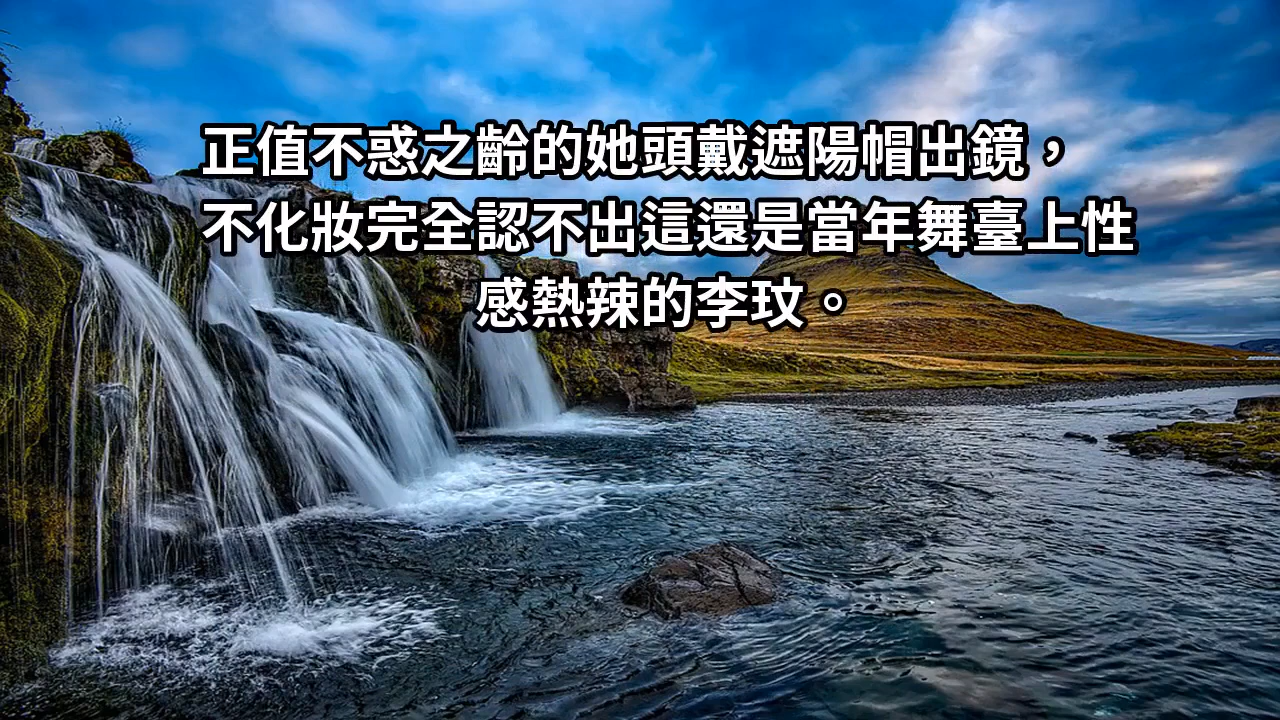 正值不惑之齡的她頭戴遮陽帽出鏡，
不化妝完全認不出這還是當年舞臺上性
感熱辣的李玟。